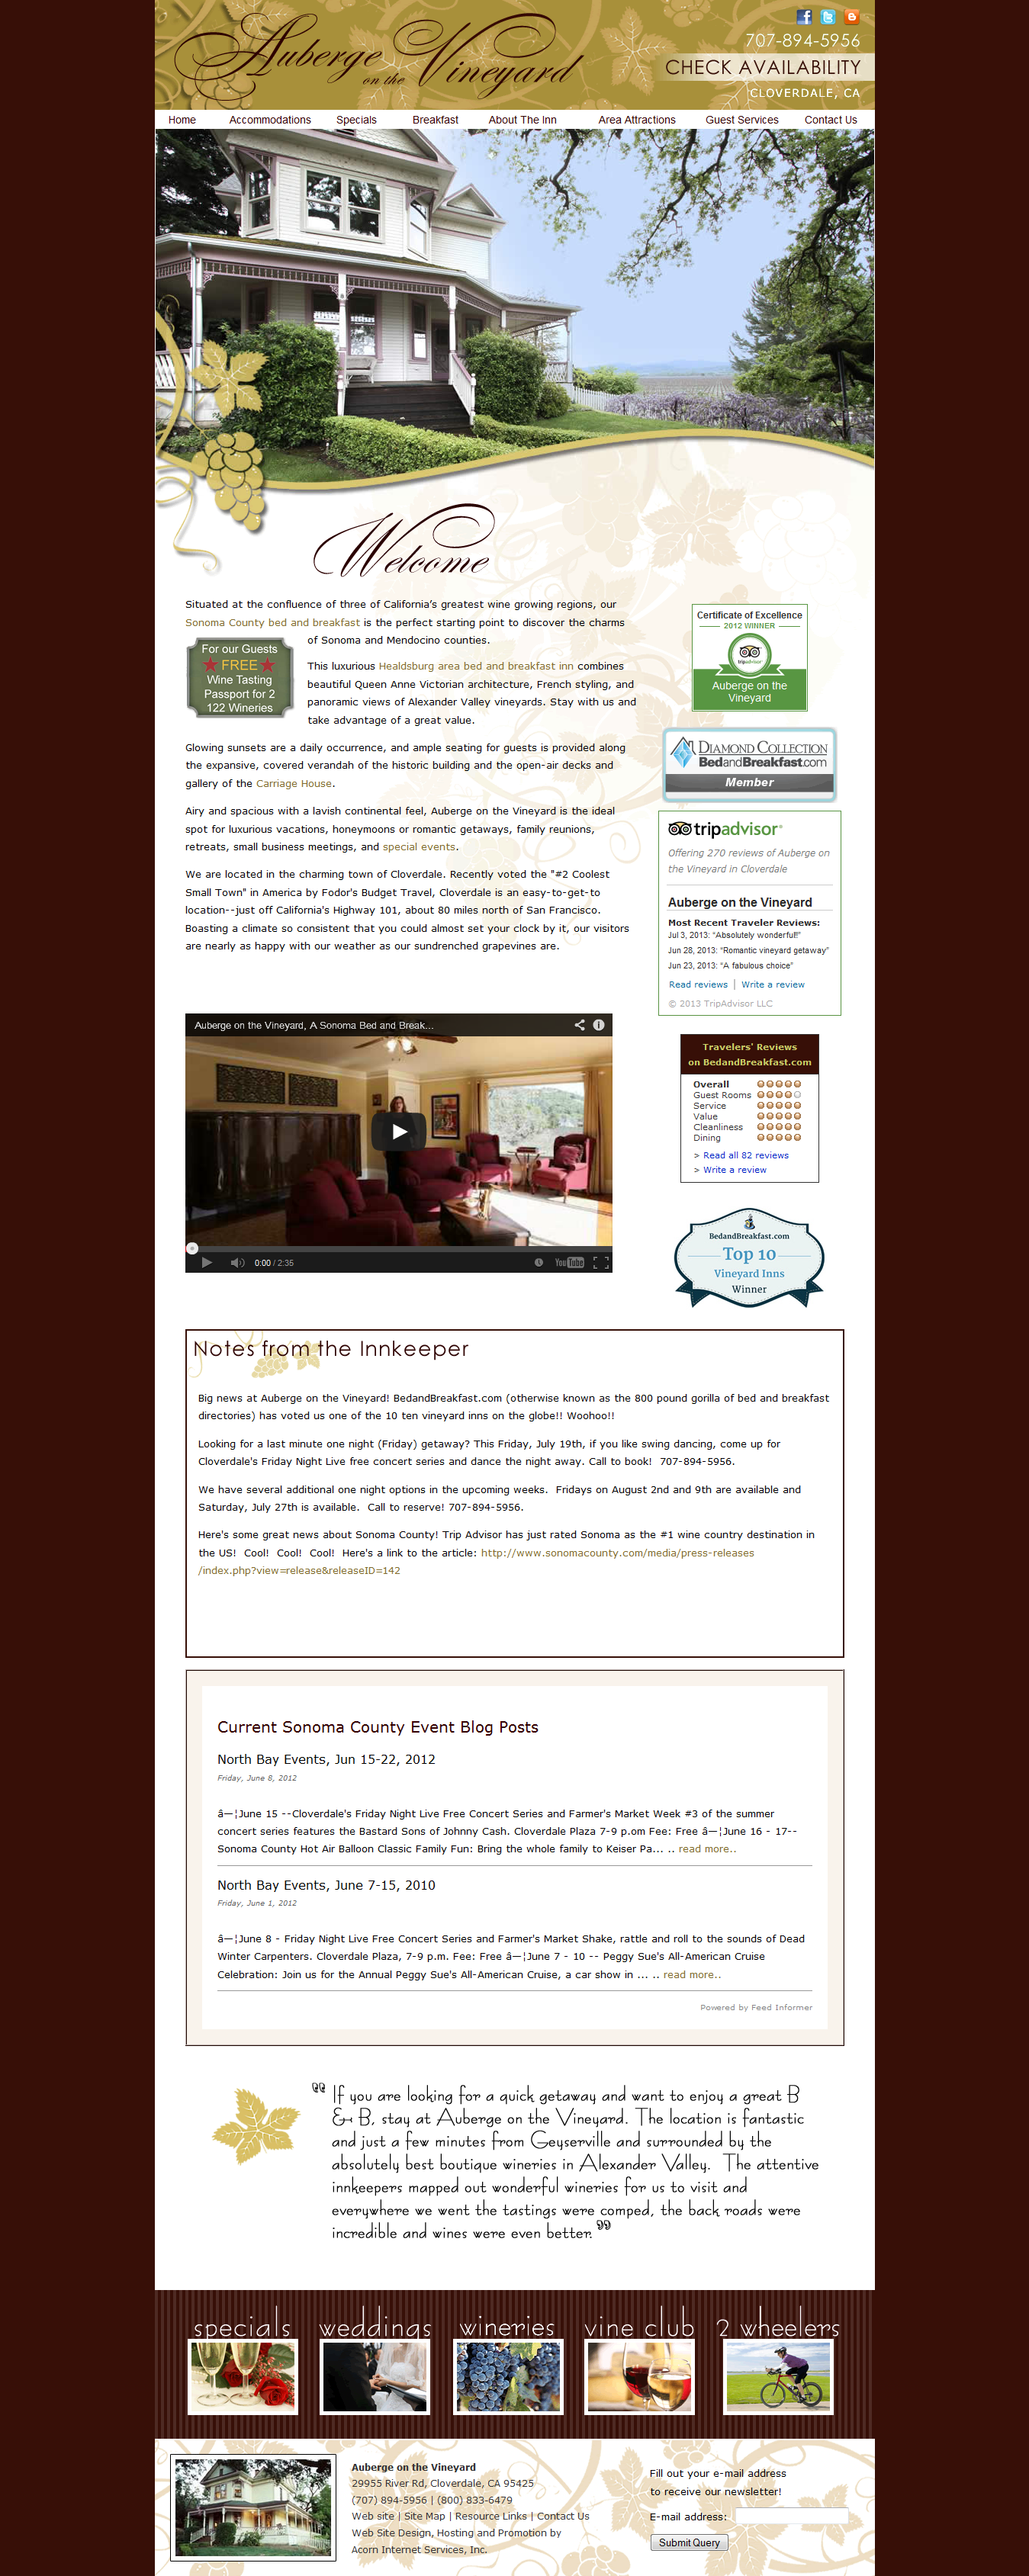 Auberge on the Vineyard
707-894-5956
CHECK AVAILABILITY
CLOVERDALE, CA
Home Accommodations Specials Breakfast About The Inn Area Attractions Guest Services Contact Us
Welcome
Situated at the confluence of three of California's greatest wine growing regions, our
Sonoma County bed and breakfast is the perfect starting point to discover the charms
of Sonoma and Mendocino counties.
For our Guests
FREE
Wine Tasting
Passport for 2
122 Wineries
This luxurious Healdsburg area bed and breakfast inn combines
beautiful Queen Anne Victorian architecture, French styling, and
panoramic views of Alexander Valley vineyards. Stay with us and
take advantage of a great value.
Glowing sunsets are a daily occurrence, and ample seating for guests is provided along
the expansive, covered verandah of the historic building and the open-air decks and
gallery of the Carriage House.
Airy and spacious with a lavish continental feel, Auberge on the Vineyard is the ideal
spot for luxurious vacations, honeymoons or romantic getaways, family reunions,
retreats, small business meetings, and special events.
We are located in the charming town of Cloverdale. Recently voted the "#2 Coolest
Small Town" in America by Fodor's Budget Travel, Cloverdale is an easy-to-get-to
location--just off California's Highway 101, about 80 miles north of San Francisco.
Boasting a climate so consistent that you could almost set your clock by it, our visitors
are nearly as happy with our weather as our sundrenched grapevines are.
Auberge on the Vineyard, A Sonoma Bed and Break...
0:00 / 2:35
YouTube
Certificate of Excellence
2012 WINNER
tripadvisor
Auberge on the
Vineyard
DIAMOND COLLECTION
BedandBreakfast.com
Member
tripadvisor
Offering 270 reviews of Auberge on
the Vineyard in Cloverdale
Auberge on the Vineyard
Most Recent Traveler Reviews:
Jul 3, 2013: "Absolutely wonderful!!"
Jun 28, 2013: "Romantic vineyard getaway"
Jun 23, 2013: "A fabulous choice"
Read reviews | Write a review
© 2013 TripAdvisor LLC
Travelers' Reviews
on BedandBreakfast.com
Overall
Guest Rooms
Service
Value
Cleanliness
Dining
> Read all 82 reviews
> Write a review
BedandBreakfast.com
Top 10
Vineyard Inns
Winner
Notes from the Innkeeper
Big news at Auberge on the Vineyard! BedandBreakfast.com (otherwise known as the 800 pound gorilla of bed and breakfast
directories) has voted us one of the 10 ten vineyard inns on the globe!! Woohoo!!
Looking for a last minute one night (Friday) getaway? This Friday, July 19th, if you like swing dancing, come up for
Cloverdale's Friday Night Live free concert series and dance the night away. Call to book! 707-894-5956.
We have several additional one night options in the upcoming weeks. Fridays on August 2nd and 9th are available and
Saturday, July 27th is available. Call to reserve! 707-894-5956.
Here's some great news about Sonoma County! Trip Advisor has just rated Sonoma as the #1 wine country destination in
the US! Cool! Cool! Cool! Here's a link to the article: http://www.sonomacounty.com/media/press-releases
/index.php?view=release&releaseID=142
Current Sonoma County Event Blog Posts
North Bay Events, Jun 15-22, 2012
Friday, June 8, 2012
â—¦June 15 --Cloverdale's Friday Night Live Free Concert Series and Farmer's Market Week #3 of the summer
concert series features the Bastard Sons of Johnny Cash. Cloverdale Plaza 7-9 p.om Fee: Free â—¦June 16 - 17--
Sonoma County Hot Air Balloon Classic Family Fun: Bring the whole family to Keiser Pa... .. read more..
North Bay Events, June 7-15, 2010
Friday, June 1, 2012
â—¦June 8 - Friday Night Live Free Concert Series and Farmer's Market Shake, rattle and roll to the sounds of Dead
Winter Carpenters. Cloverdale Plaza, 7-9 p.m. Fee: Free â—¦June 7 - 10 -- Peggy Sue's All-American Cruise
Celebration: Join us for the Annual Peggy Sue's All-American Cruise, a car show in ... .. read more..
Powered by Feed Informer
"If you are looking for a quick getaway and want to enjoy a great B
& B, stay at Auberge on the Vineyard. The location is fantastic
and just a few minutes from Geyserville and surrounded by the
absolutely best boutique wineries in Alexander Valley. The attentive
innkeepers mapped out wonderful wineries for us to visit and
everywhere we went the tastings were comped, the back roads were
incredible and wines were even better."
specials weddings wineries vine club 2 wheelers
Auberge on the Vineyard
29955 River Rd, Cloverdale, CA 95425
(707) 894-5956 | (800) 833-6479
Web site | Site Map | Resource Links | Contact Us
Web Site Design, Hosting and Promotion by
Acorn Internet Services, Inc.
Fill out your e-mail address
to receive our newsletter!
E-mail address:
Submit Query